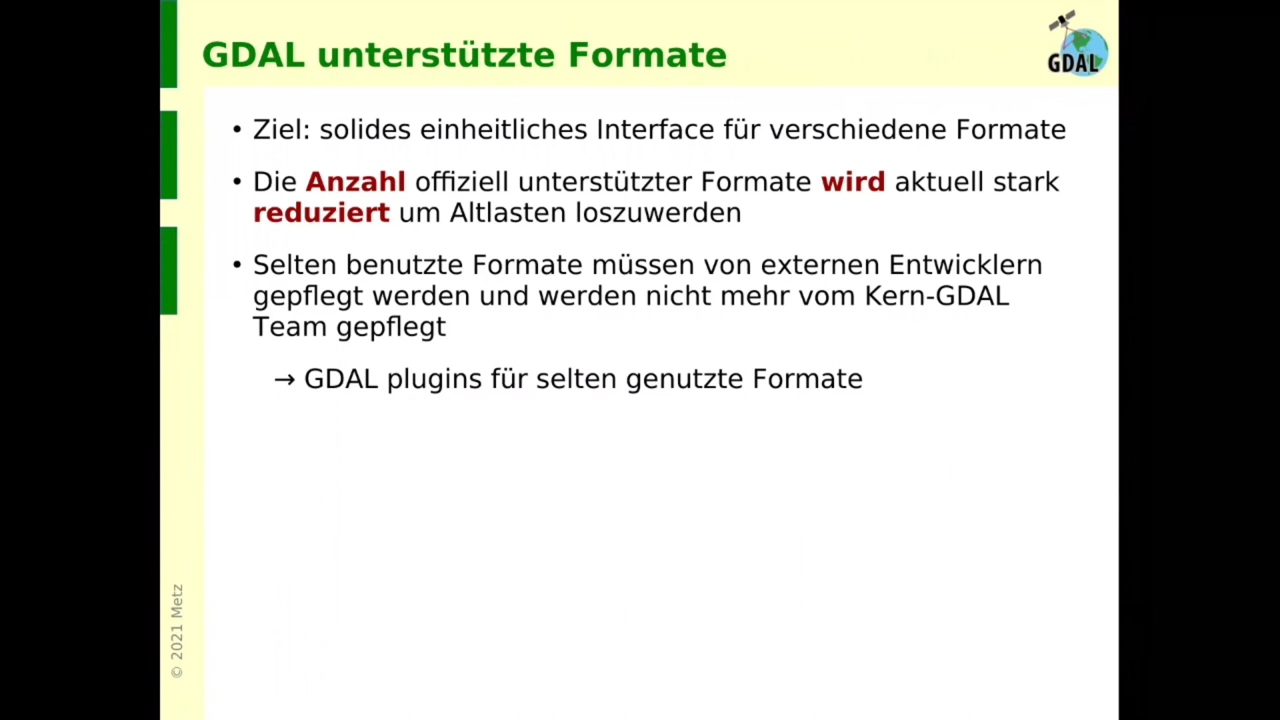 GDAL unterstützte Formate
GDAL
• Ziel: solides einheitliches Interface für verschiedene Formate
• Die Anzahl offiziell unterstützter Formate wird aktuell stark
reduziert um Altlasten loszuwerden
• Selten benutzte Formate müssen von externen Entwicklern
gepflegt werden und werden nicht mehr vom Kern-GDAL
Team gepflegt
→ GDAL plugins für selten genutzte Formate
© 2021 Metz